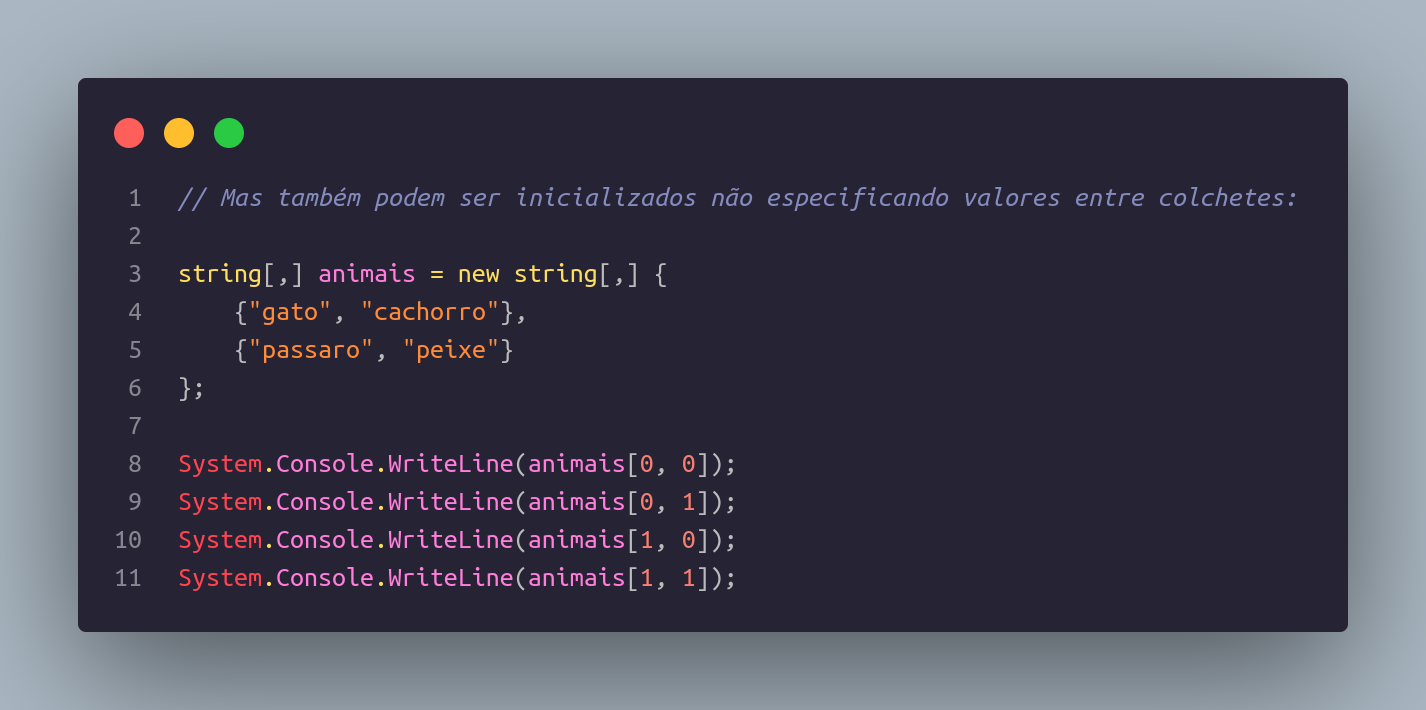 1 // Mas também podem ser inicializados não especificando valores entre colchetes:
2
3 string[,] animais = new string[,] {
4     {"gato", "cachorro"},
5     {"passaro", "peixe"}
6 };
7
8 System.Console.WriteLine(animais[0, 0]);
9 System.Console.WriteLine(animais[0, 1]);
10 System.Console.WriteLine(animais[1, 0]);
11 System.Console.WriteLine(animais[1, 1]);